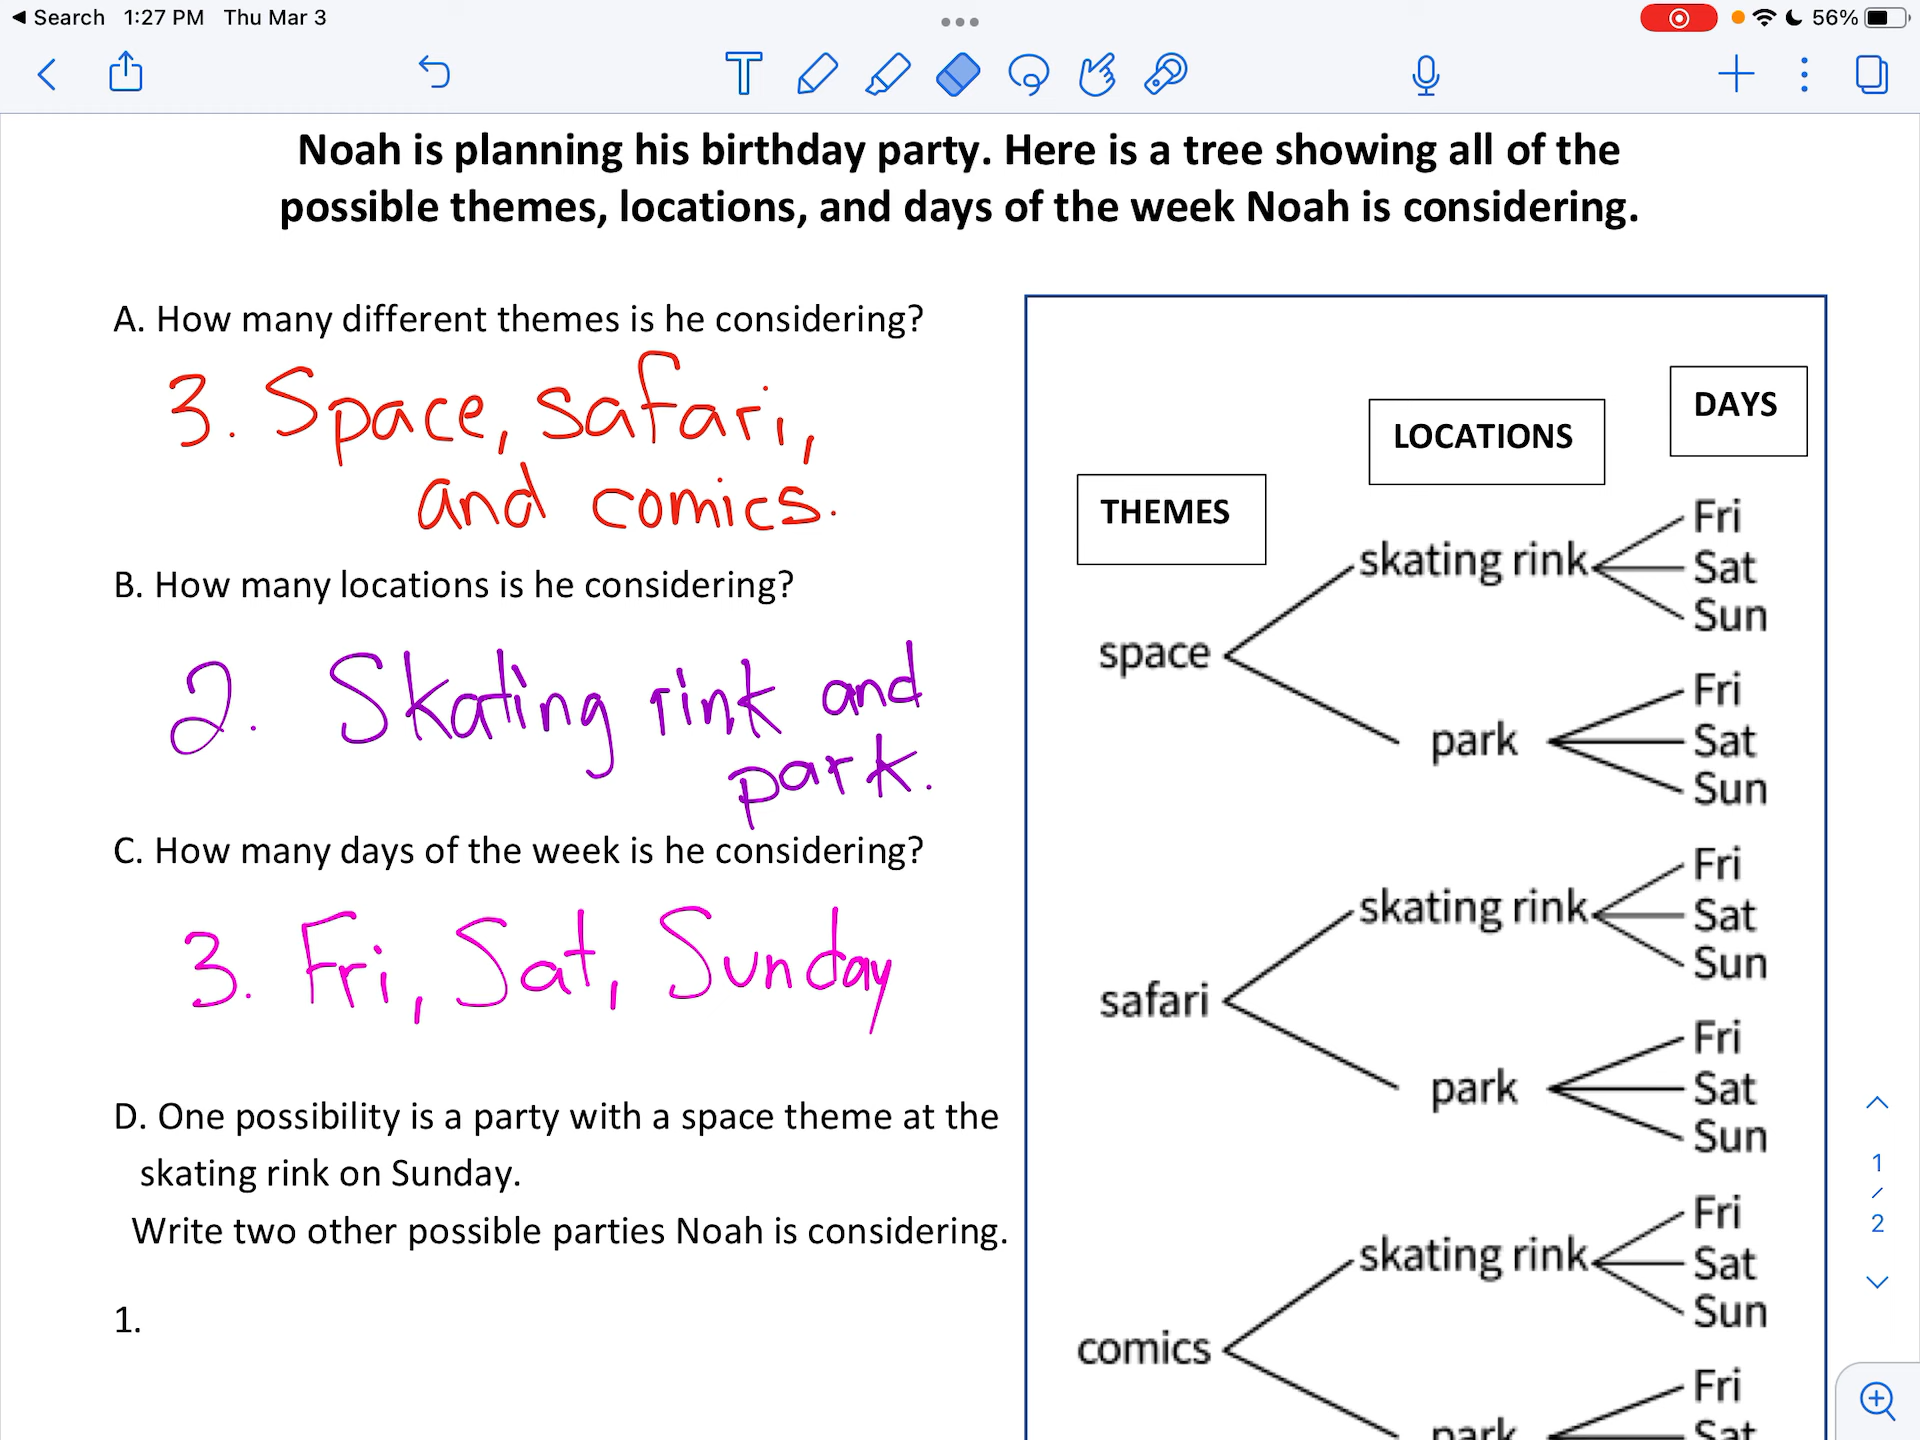 ◀ Search 1:27 PM Thu Mar 3
56%
T
Noah is planning his birthday party. Here is a tree showing all of the
possible themes, locations, and days of the week Noah is considering.
A. How many different themes is he considering?
3. Space, safari,
and comics.
B. How many locations is he considering?
2. Skating rink and
park.
C. How many days of the week is he considering?
3. Fri, Sat, Sunday
D. One possibility is a party with a space theme at the
skating rink on Sunday.
Write two other possible parties Noah is considering.
1.
THEMES
LOCATIONS
DAYS
space
skating rink
Fri
Sat
Sun
park
Fri
Sat
Sun
safari
skating rink
Fri
Sat
Sun
park
Fri
Sat
Sun
comics
skating rink
Fri
Sat
Sun
park
Fri
Sat
1
/
2